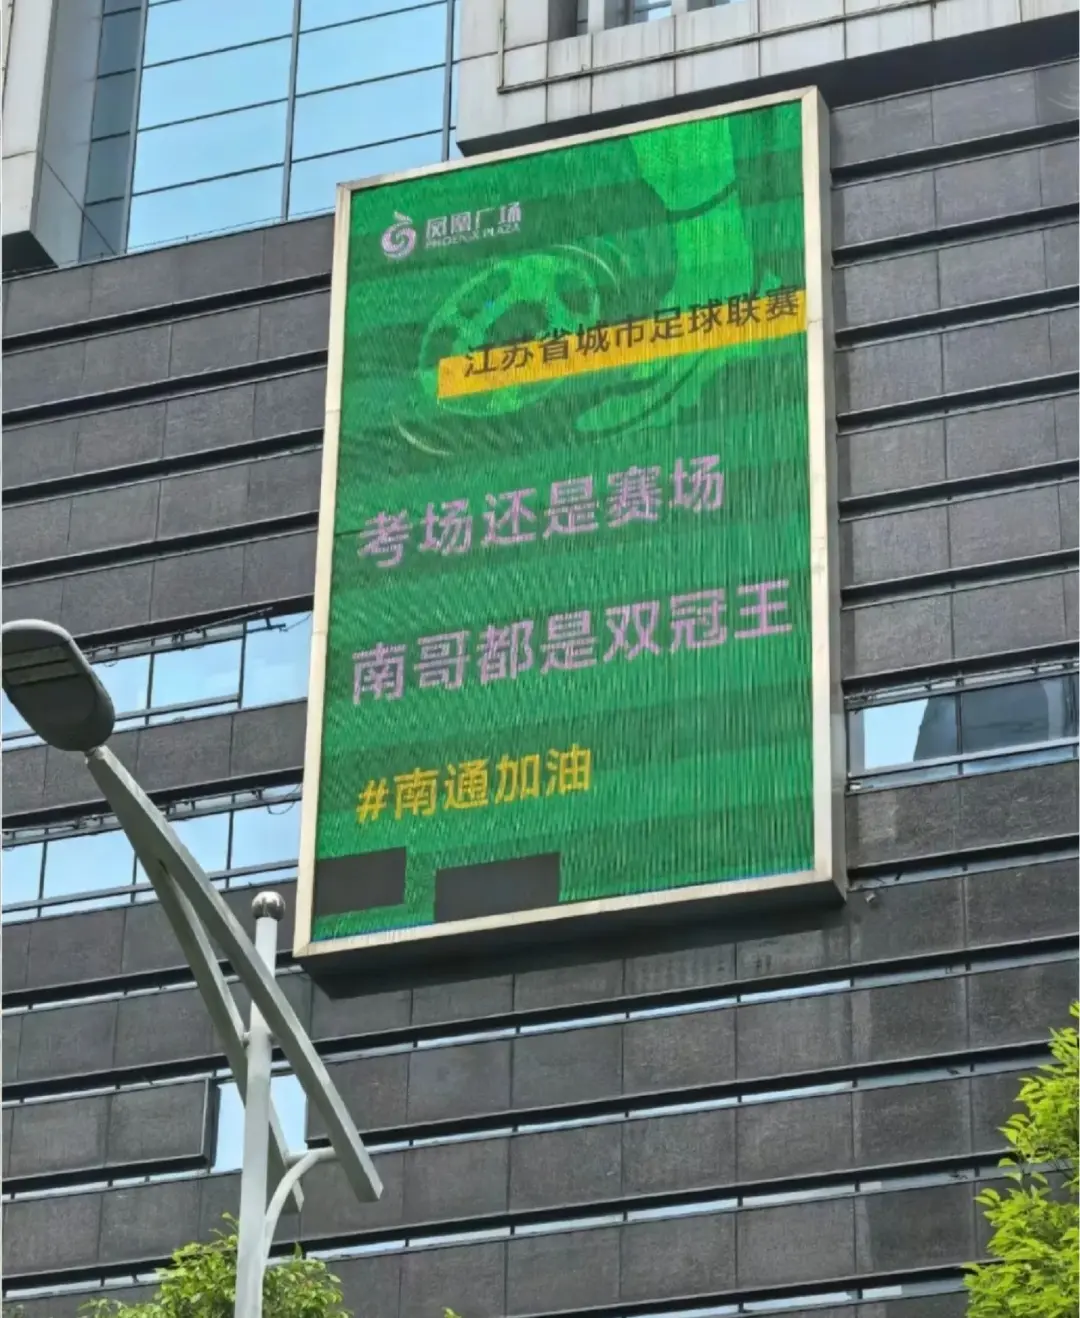 凤凰广场
PHOENIX PLAZA
江苏省城市足球联赛
考场还是赛场
南哥都是双冠王
#南通加油